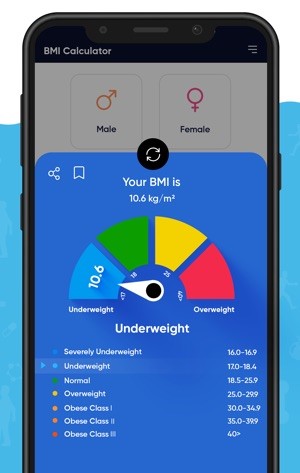 BMI Calculator
Male
Female
Your BMI is
10.6 kg/m²
10.6
<17
18
25
>40
Underweight
Overweight
Underweight
Severely Underweight 16.0-16.9
Underweight 17.0-18.4
Normal 18.5-25.9
Overweight 25.0-29.9
Obese Class I 30.0-34.9
Obese Class II 35.0-39.9
Obese Class III 40>